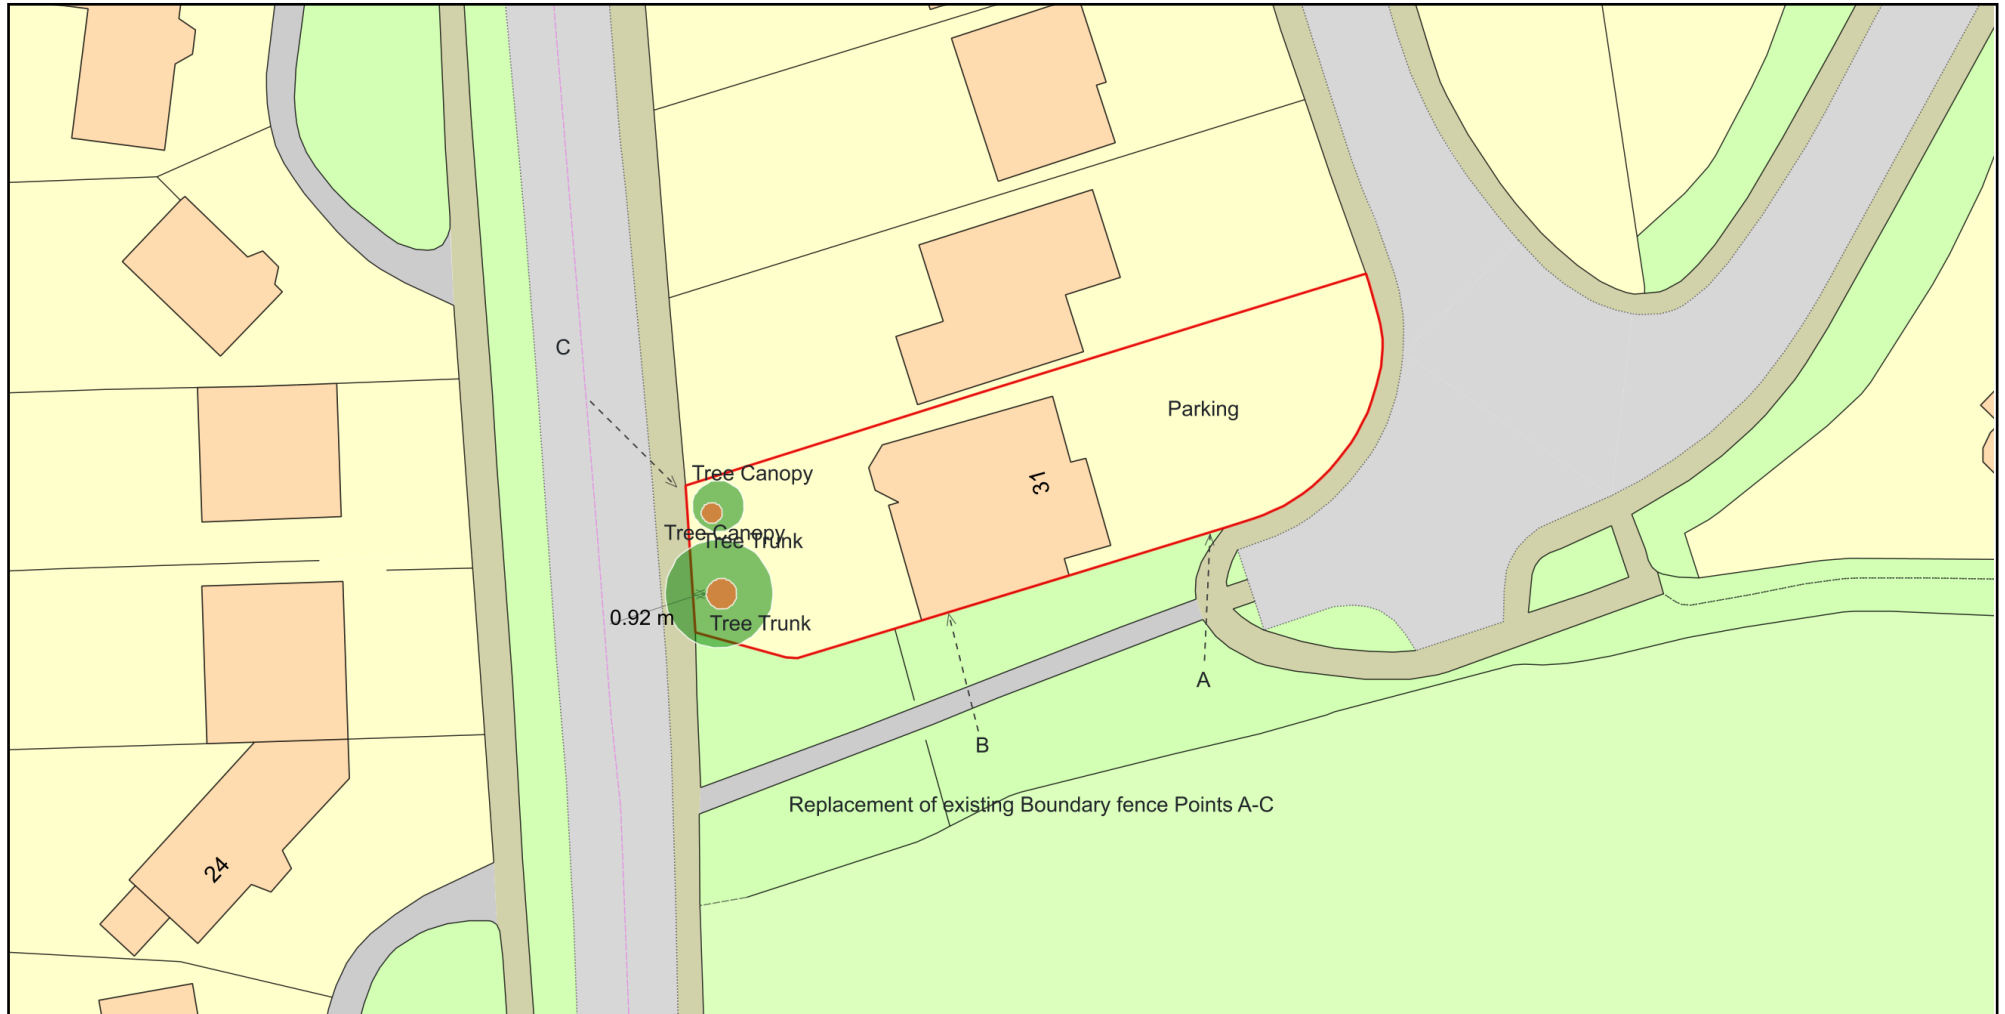 C
Parking
Tree Canopy
31
Tree Canopy
Tree Trunk
0.92 m
Tree Trunk
A
B
Replacement of existing Boundary fence Points A-C
24